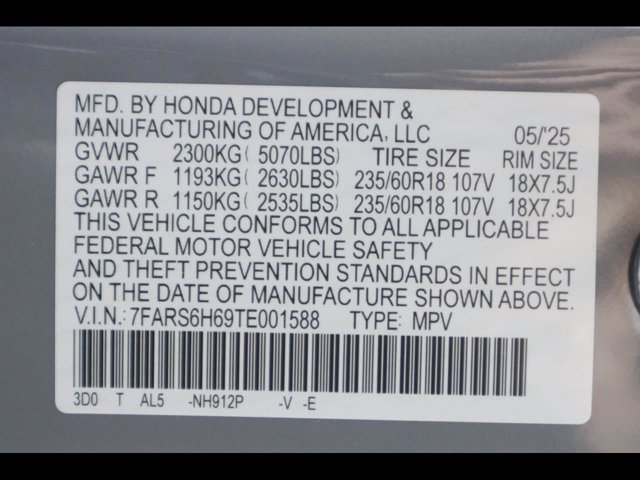 MFD. BY HONDA DEVELOPMENT &
MANUFACTURING OF AMERICA, LLC 05/'25
GVWR 2300KG( 5070LBS) TIRE SIZE RIM SIZE
GAWR F 1193KG( 2630LBS) 235/60R18 107V 18X7.5J
GAWR R 1150KG( 2535LBS) 235/60R18 107V 18X7.5J
THIS VEHICLE CONFORMS TO ALL APPLICABLE
FEDERAL MOTOR VEHICLE SAFETY
AND THEFT PREVENTION STANDARDS IN EFFECT
ON THE DATE OF MANUFACTURE SHOWN ABOVE.
V.I.N.: 7FARS6H69TE001588 TYPE: MPV
3D0 T AL5 -NH912P -V -E